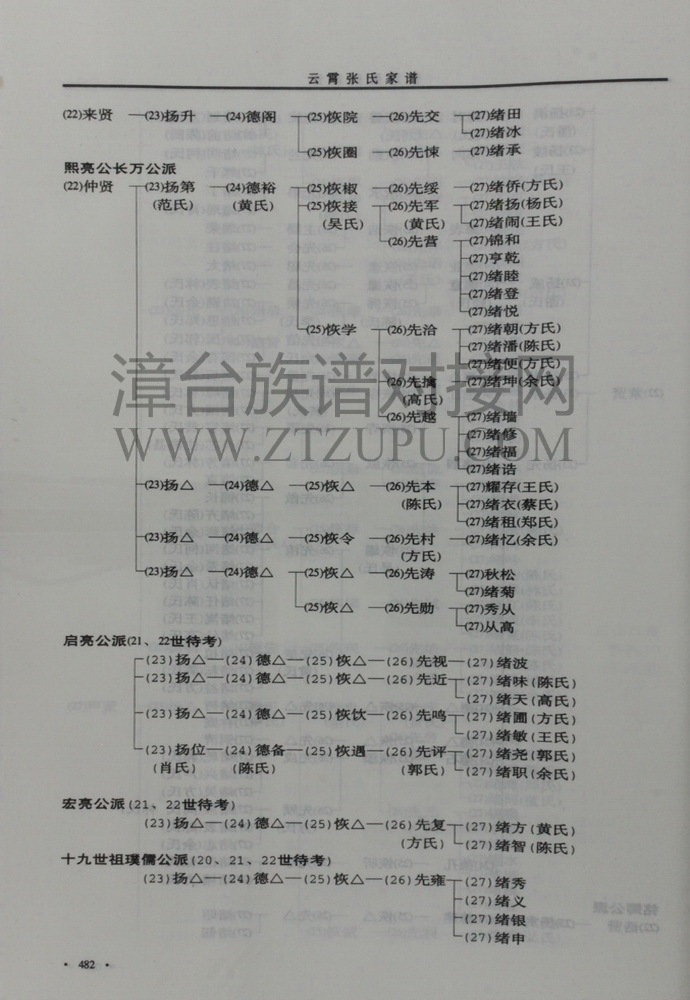 云霄张氏家谱
(22)来贤 (23)扬升 (24)德阁 (25)恢院 (26)先交 (27)绪田
(27)绪冰
(25)恢圈 (26)先悚 (27)绪承
熙亮公长万公派
(22)仲贤 (23)扬第 (24)德裕 (25)恢椒 (26)先绥 (27)绪侨(方氏)
(范氏) (黄氏) (25)恢接 (26)先军 (27)绪扬(杨氏)
(吴氏) (黄氏) (27)绪闹(王氏)
(26)先营 (27)锦和
(27)亨乾
(27)绪睦
(27)绪登
(27)绪悦
(25)恢学 (26)先治 (27)绪朝(方氏)
(27)绪潘(陈氏)
(27)绪便(方氏)
(26)先擒 (27)绪坤(余氏)
(高氏)
(26)先越 (27)绪墙
(27)绪修
(27)绪福
(27)绪诰
(23)扬△ (24)德△ (25)恢△ (26)先本 (27)耀存(王氏)
(陈氏) (27)绪衣(蔡氏)
(27)绪租(郑氏)
(23)扬△ (24)德△ (25)恢令 (26)先村 (27)绪忆(余氏)
(方氏)
(23)扬△ (24)德△ (25)恢△ (26)先涛 (27)秋松
(27)绪菊
(25)恢△ (26)先勋 (27)秀从
(27)从高
启亮公派(21、22世待考)
(23)扬△ (24)德△ (25)恢△ (26)先视 (27)绪波
(23)扬△ (24)德△ (25)恢△ (26)先近 (27)绪味(陈氏)
(27)绪天(高氏)
(23)扬△ (24)德△ (25)恢饮 (26)先鸣 (27)绪圃(方氏)
(27)绪敏(王氏)
(23)扬位 (24)德备 (25)恢遇 (26)先评 (27)绪尧(郭氏)
(肖氏) (陈氏) (郭氏) (27)绪职(余氏)
宏亮公派(21、22世待考)
(23)扬△ (24)德△ (25)恢△ (26)先复 (27)绪方(黄氏)
(方氏) (27)绪智(陈氏)
十九世祖璞儒公派(20、21、22世待考)
(23)扬△ (24)德△ (25)恢△ (26)先雍 (27)绪秀
(27)绪义
(27)绪银
(27)绪申
·482·
漳台族谱对接网
WWW.ZTZUPU.COM